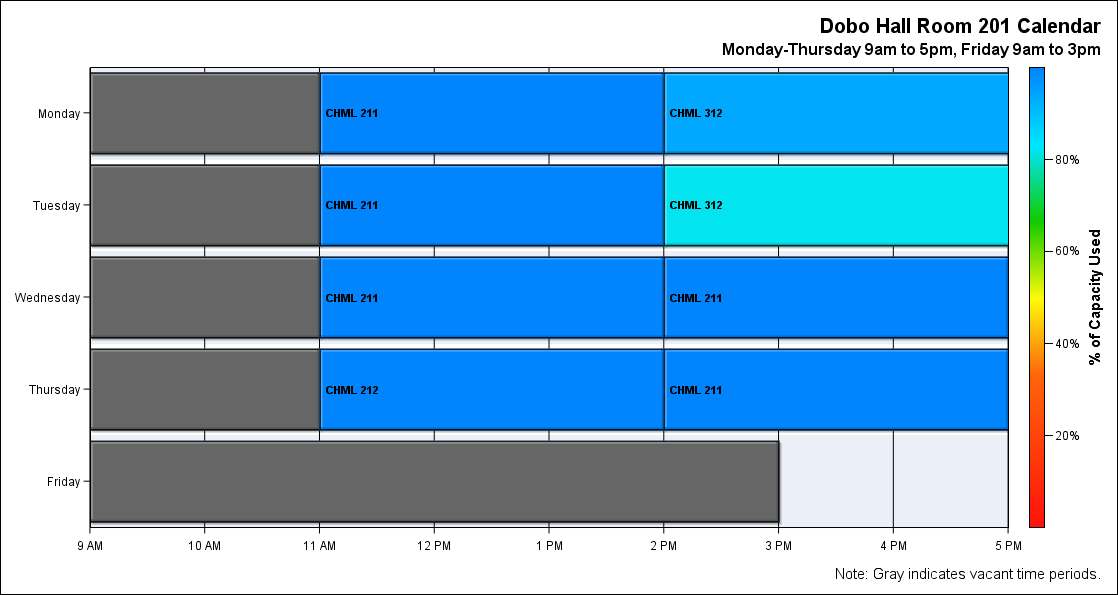 Dobo Hall Room 201 Calendar
Monday-Thursday 9am to 5pm, Friday 9am to 3pm
Monday
CHML 211
CHML 312
Tuesday
CHML 211
CHML 312
Wednesday
CHML 211
CHML 211
Thursday
CHML 212
CHML 211
Friday
9 AM
10 AM
11 AM
12 PM
1 PM
2 PM
3 PM
4 PM
5 PM
80%
60%
40%
20%
% of Capacity Used
Note: Gray indicates vacant time periods.